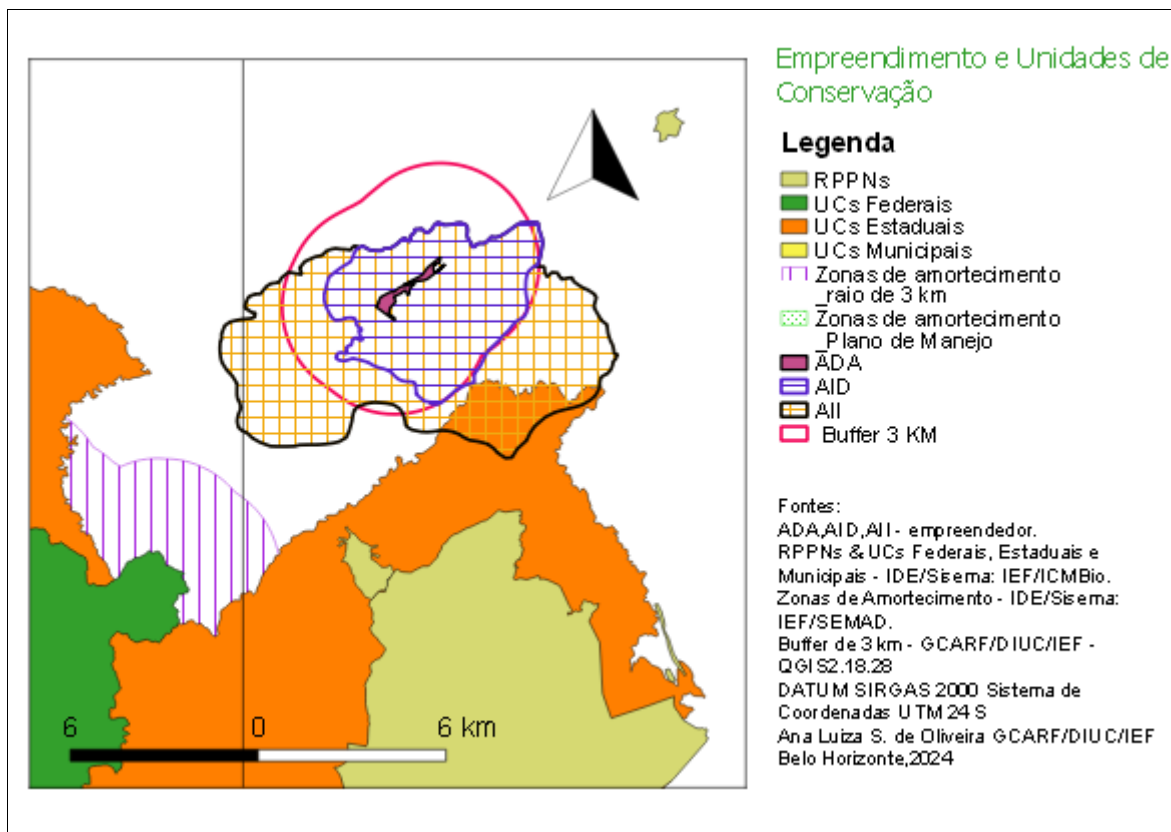 Empreendimento e Unidades de
Conservação
Legenda
RPPNs
UCs Federais
UCs Estaduais
UCs Municipais
Zonas de amortecimento
_raio de 3 km
Zonas de amortecimento
_Plano de Manejo
ADA
AID
AII
Buffer 3 KM
Fontes:
ADA,AID,AII - empreendedor.
RPPNs & UCs Federais, Estaduais e
Municipais - IDE/Sisema: IEF/ICMBio.
Zonas de Amortecimento - IDE/Sisema:
IEF/SEMAD.
Buffer de 3 km - GCARF/DIUC/IEF -
QGIS2.18.28
DATUM SIRGAS 2000 Sistema de
Coordenadas UTM 24 S
Ana Luiza S. de Oliveira GCARF/DIUC/IEF
Belo Horizonte,2024
6 0 6 km